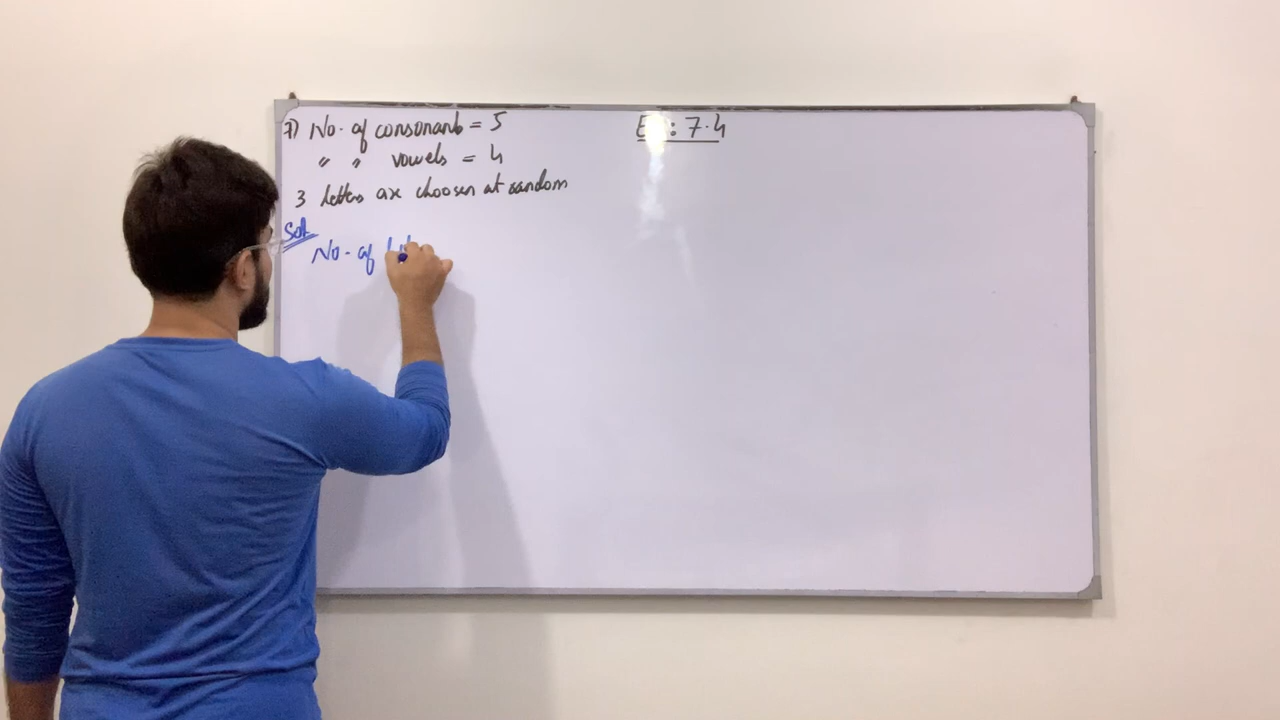 7) No. of consonants = 5
" " vowels = 4
3 letters are choosen at random
Ex: 7.4
Sol
No. of